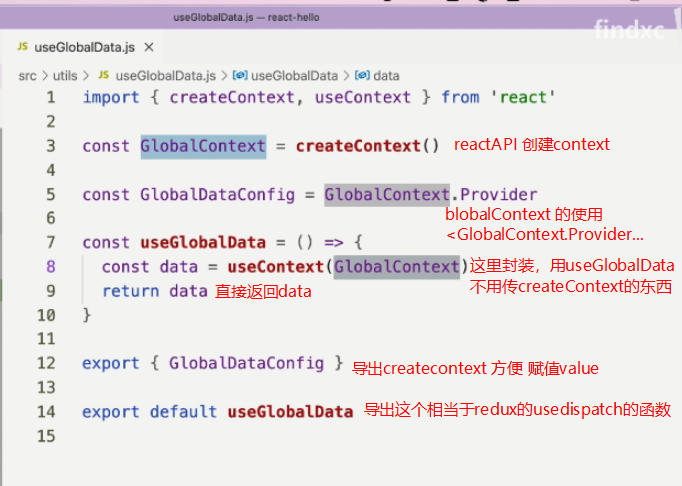 useGlobalData.js — react-hello
findxc
JS useGlobalData.js ×
src > utils > JS useGlobalData.js > useGlobalData > data
1 import { createContext, useContext } from 'react'
2
3 const GlobalContext = createContext() reactAPI 创建context
4
5 const GlobalDataConfig = GlobalContext.Provider
6 blobalContext 的使用
<GlobalContext.Provider...
7 const useGlobalData = () => {
8 const data = useContext(GlobalContext) 这里封装，用useGlobalData
不用传createContext的东西
9 return data 直接返回data
10 }
11
12 export { GlobalDataConfig } 导出createcontext 方便 赋值value
13
14 export default useGlobalData 导出这个相当于redux的usedispatch的函数
15